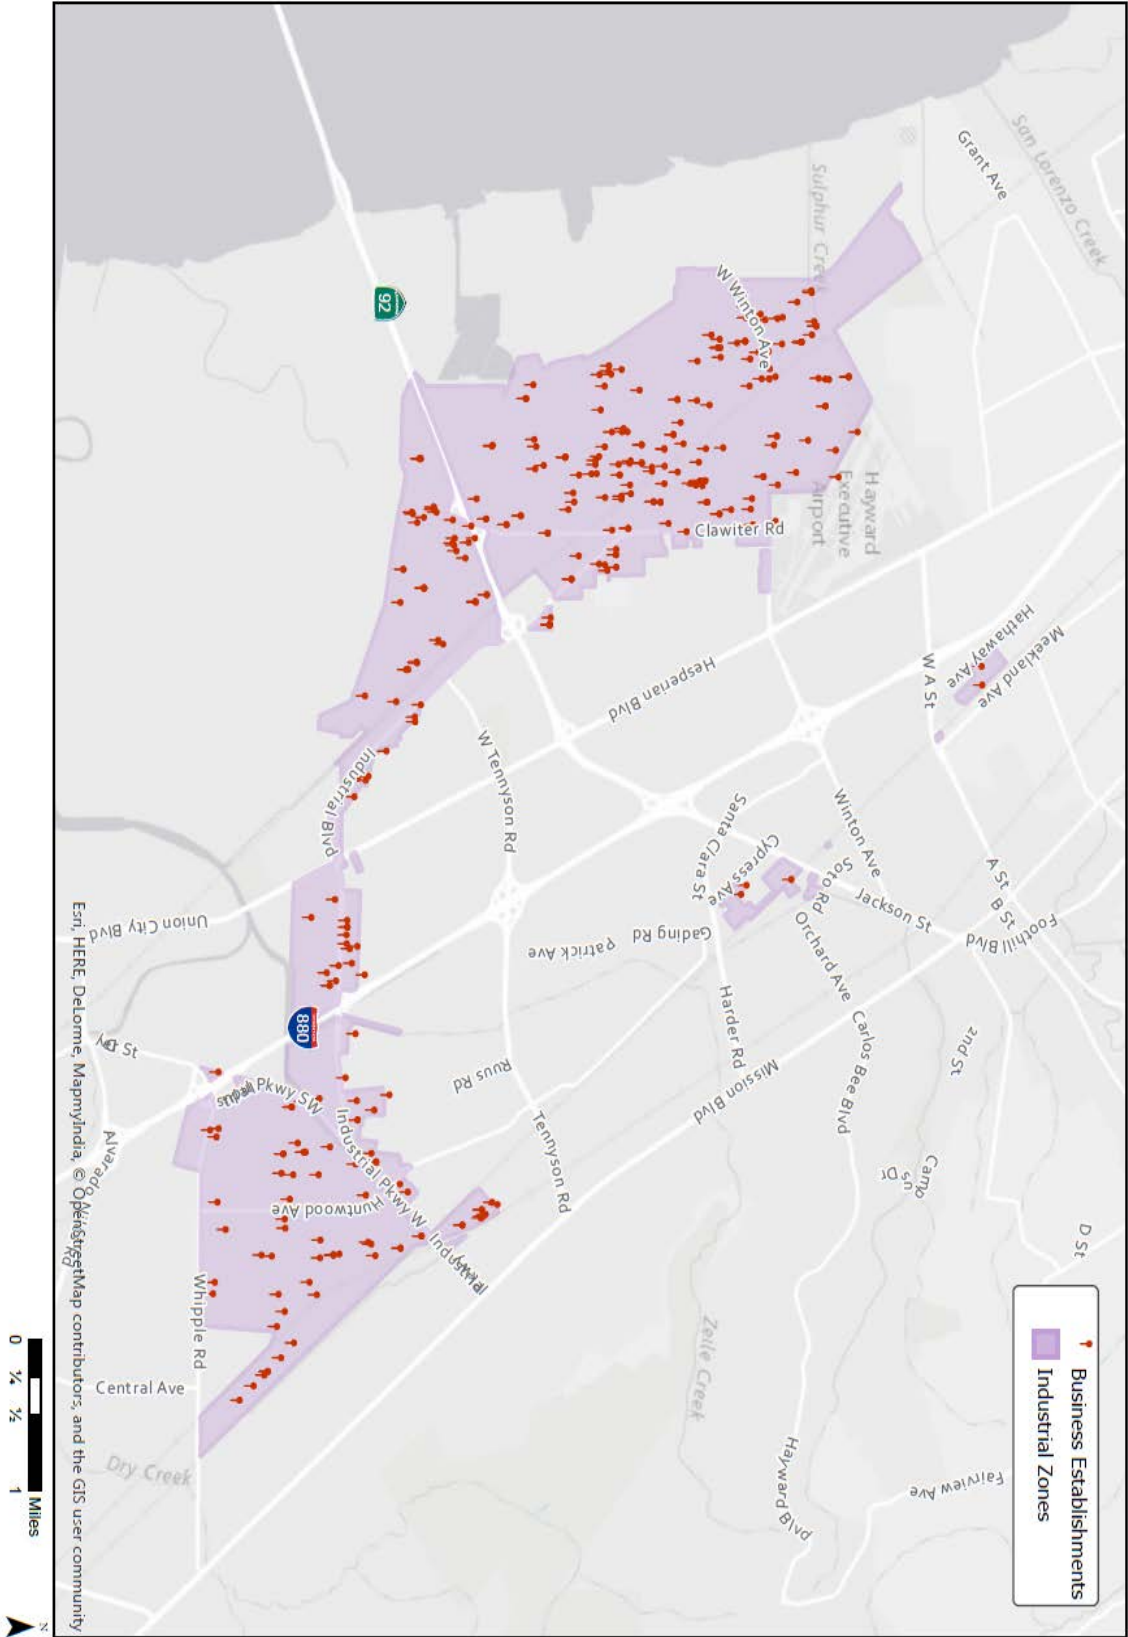 Business Establishments
Industrial Zones
San Lorenzo Creek
Grant Ave
Sulphur Creek
W Winton Ave
92
Hayward
Executive
Airport
Clawiter Rd
Hathaway Ave
Meekland Ave
W A St
Hesperian Blvd
W Tennyson Rd
Industrial Blvd
Winton Ave
Santa Clara St
Cypress Ave
Soto Rd
Jackson St
A St
B St
Foothill Blvd
Orchard Ave
Gading Rd
Patrick Ave
Harder Rd
Carlos Bee Blvd
2nd St
Mission Blvd
Union City Blvd
880
Ruus Rd
Tennyson Rd
Pkwy SW
Industrial Pkwy W
Industrial
Pkwy
Huntwood Ave
Camp
us Dr
D St
Zeile Creek
Whipple Rd
Central Ave
Dry Creek
Hayward Blvd
Fairview Ave
Esri, HERE, DeLorme, MapmyIndia, © OpenStreetMap contributors, and the GIS user community
0 ¼ ½ 1
Miles
N